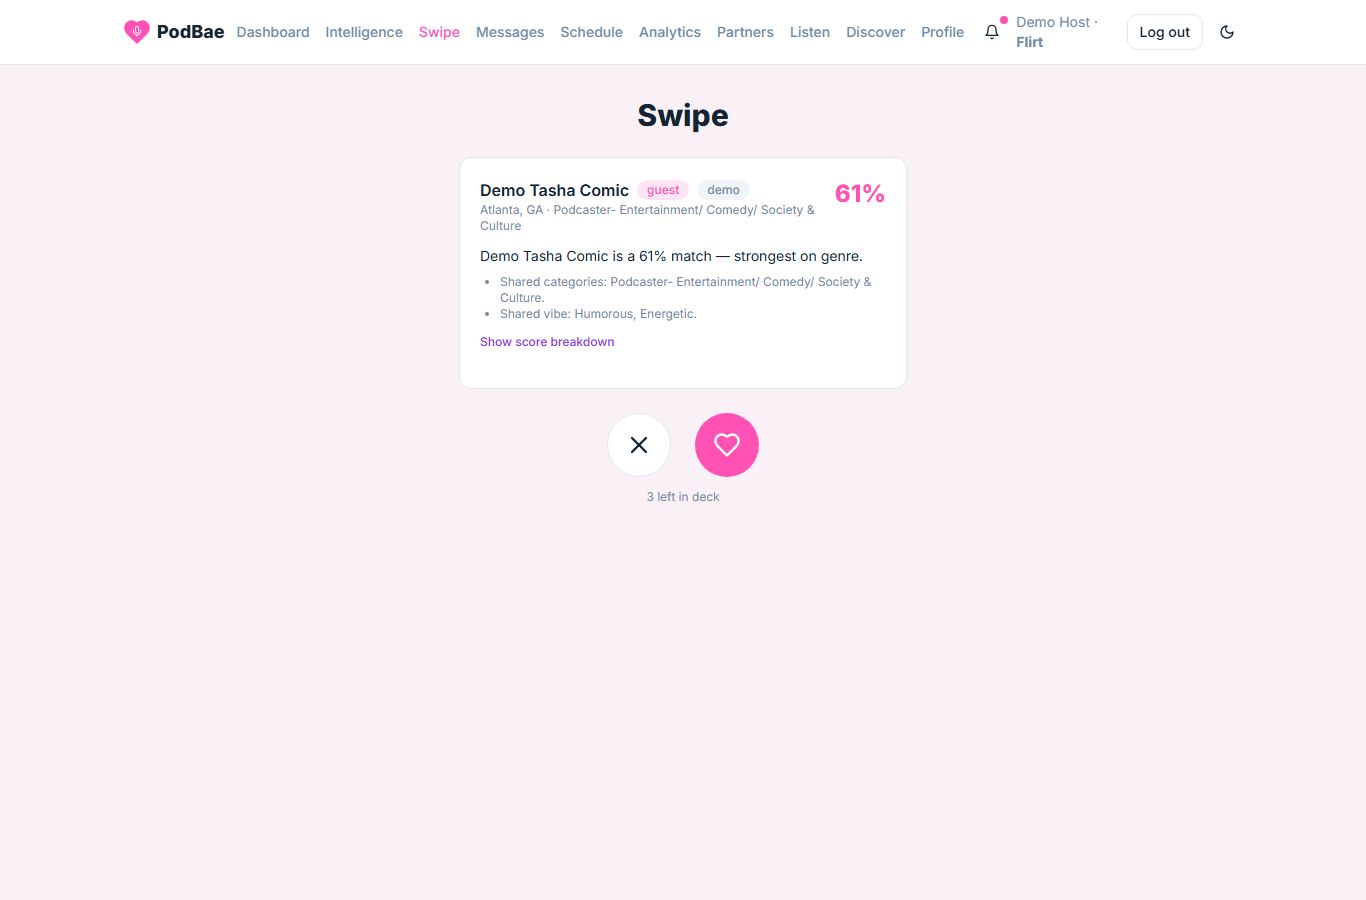 PodBae
Dashboard
Intelligence
Swipe
Messages
Schedule
Analytics
Partners
Listen
Discover
Profile
Demo Host ·
Flirt
Log out
Swipe
Demo Tasha Comic guest demo 61%
Atlanta, GA · Podcaster- Entertainment/ Comedy/ Society &
Culture
Demo Tasha Comic is a 61% match — strongest on genre.
• Shared categories: Podcaster- Entertainment/ Comedy/ Society &
Culture.
• Shared vibe: Humorous, Energetic.
Show score breakdown
3 left in deck